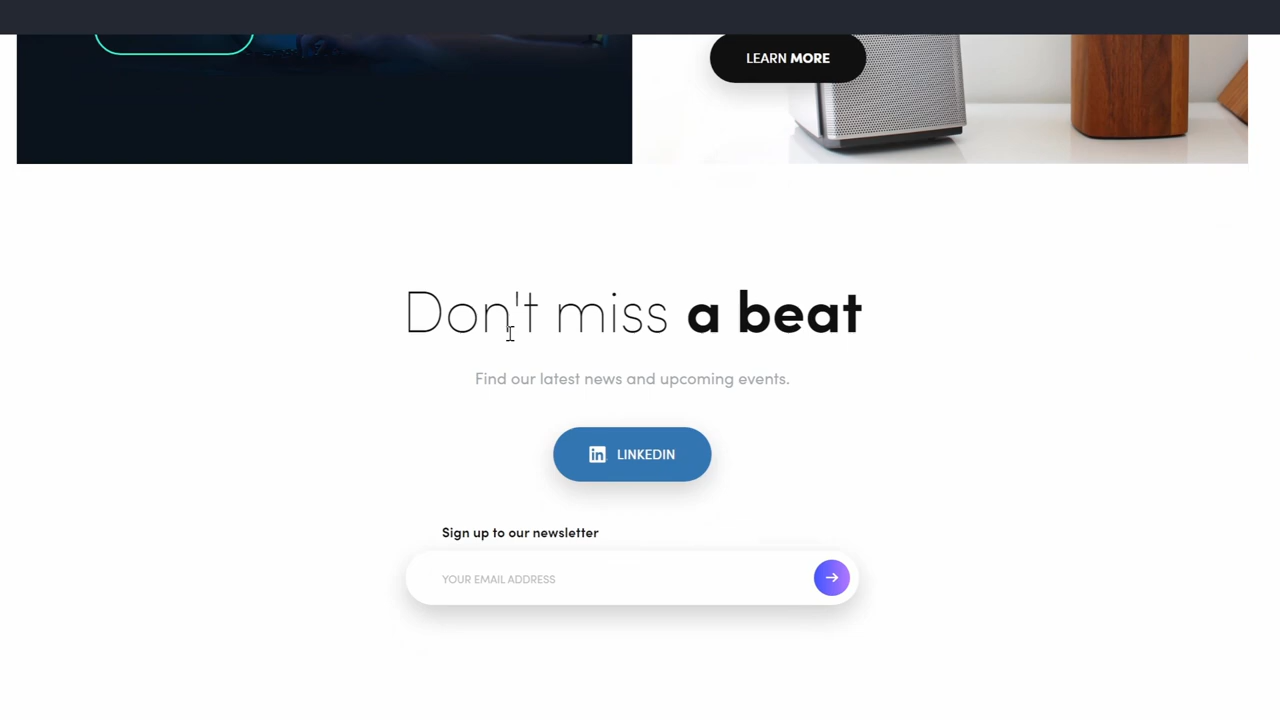 LEARN MORE
Don't miss a beat
Find our latest news and upcoming events.
in LINKEDIN
Sign up to our newsletter
YOUR EMAIL ADDRESS